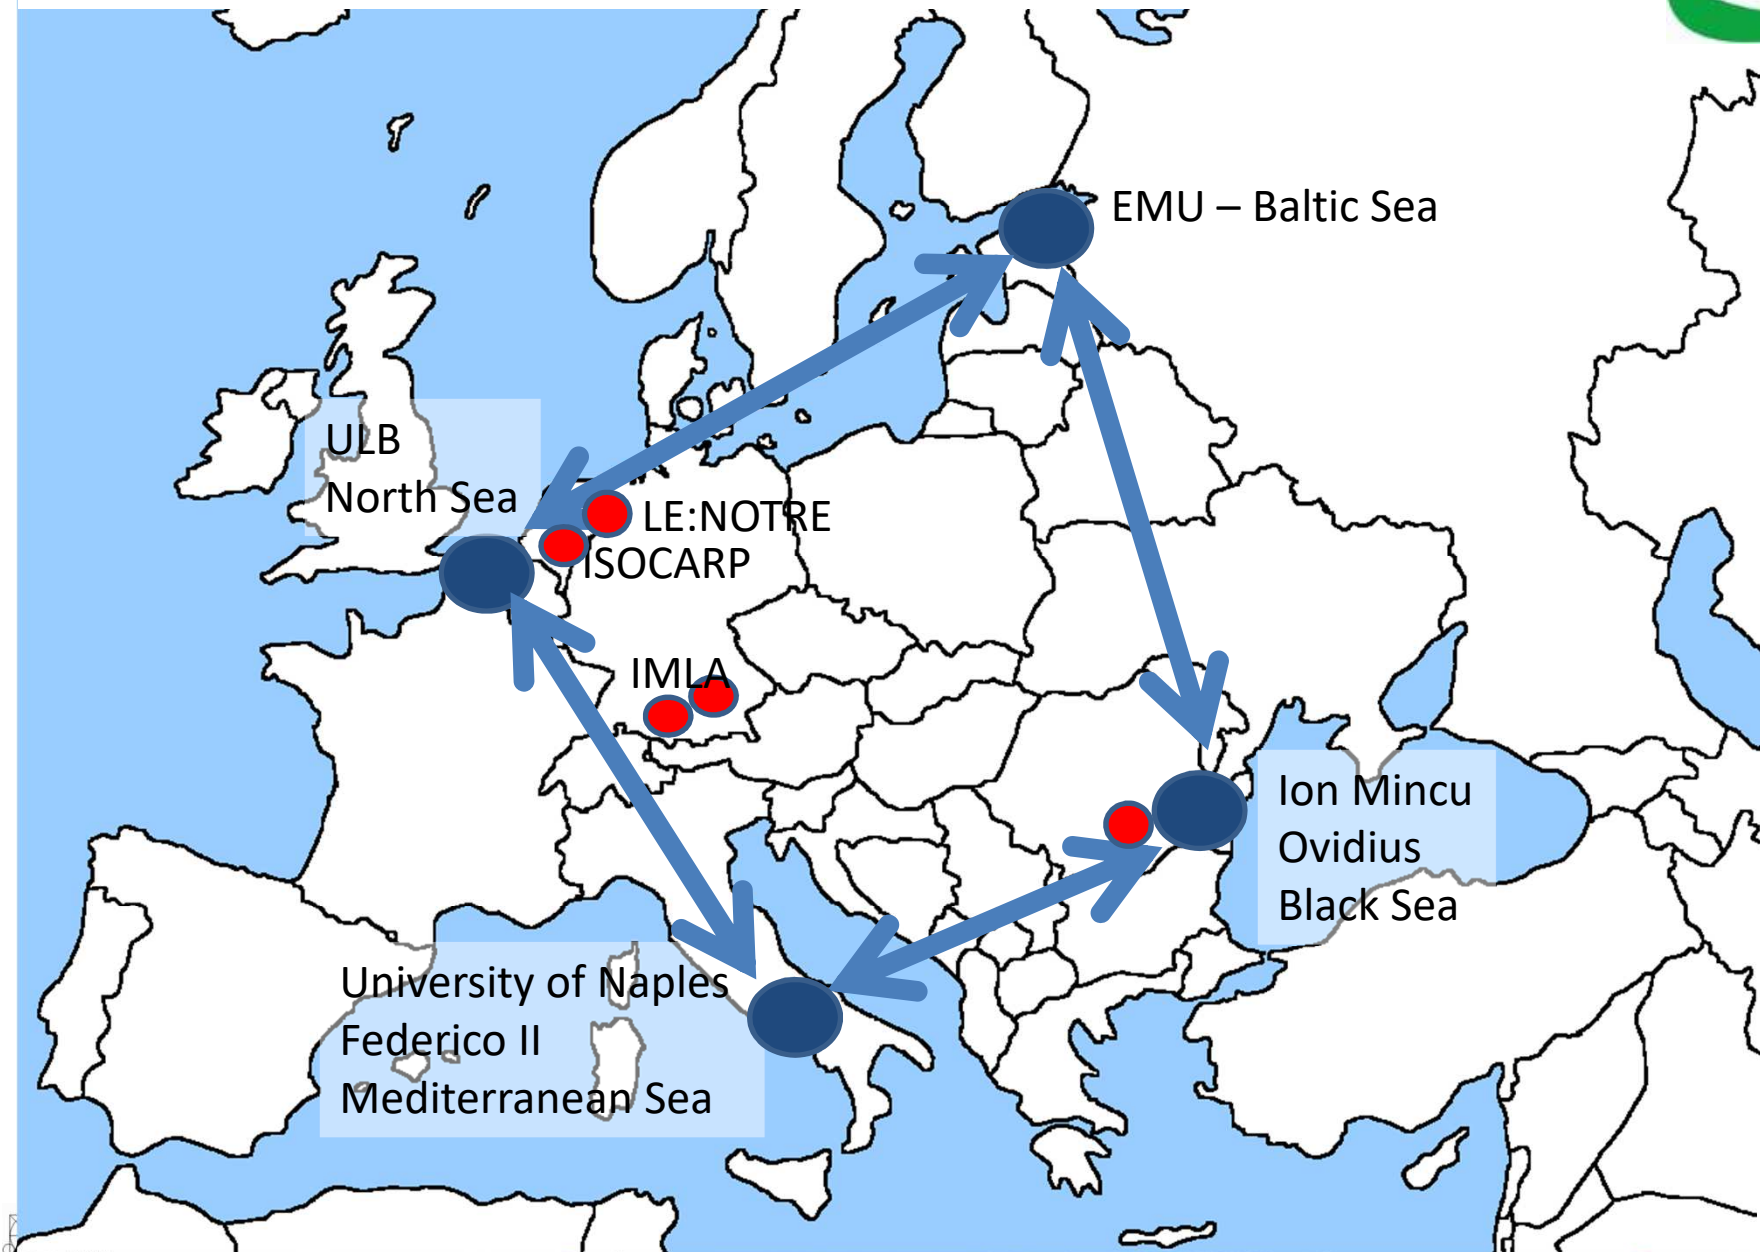 EMU – Baltic Sea
ULB
North Sea
LE:NOTRE
ISOCARP
IMLA
Ion Mincu
Ovidius
Black Sea
University of Naples
Federico II
Mediterranean Sea